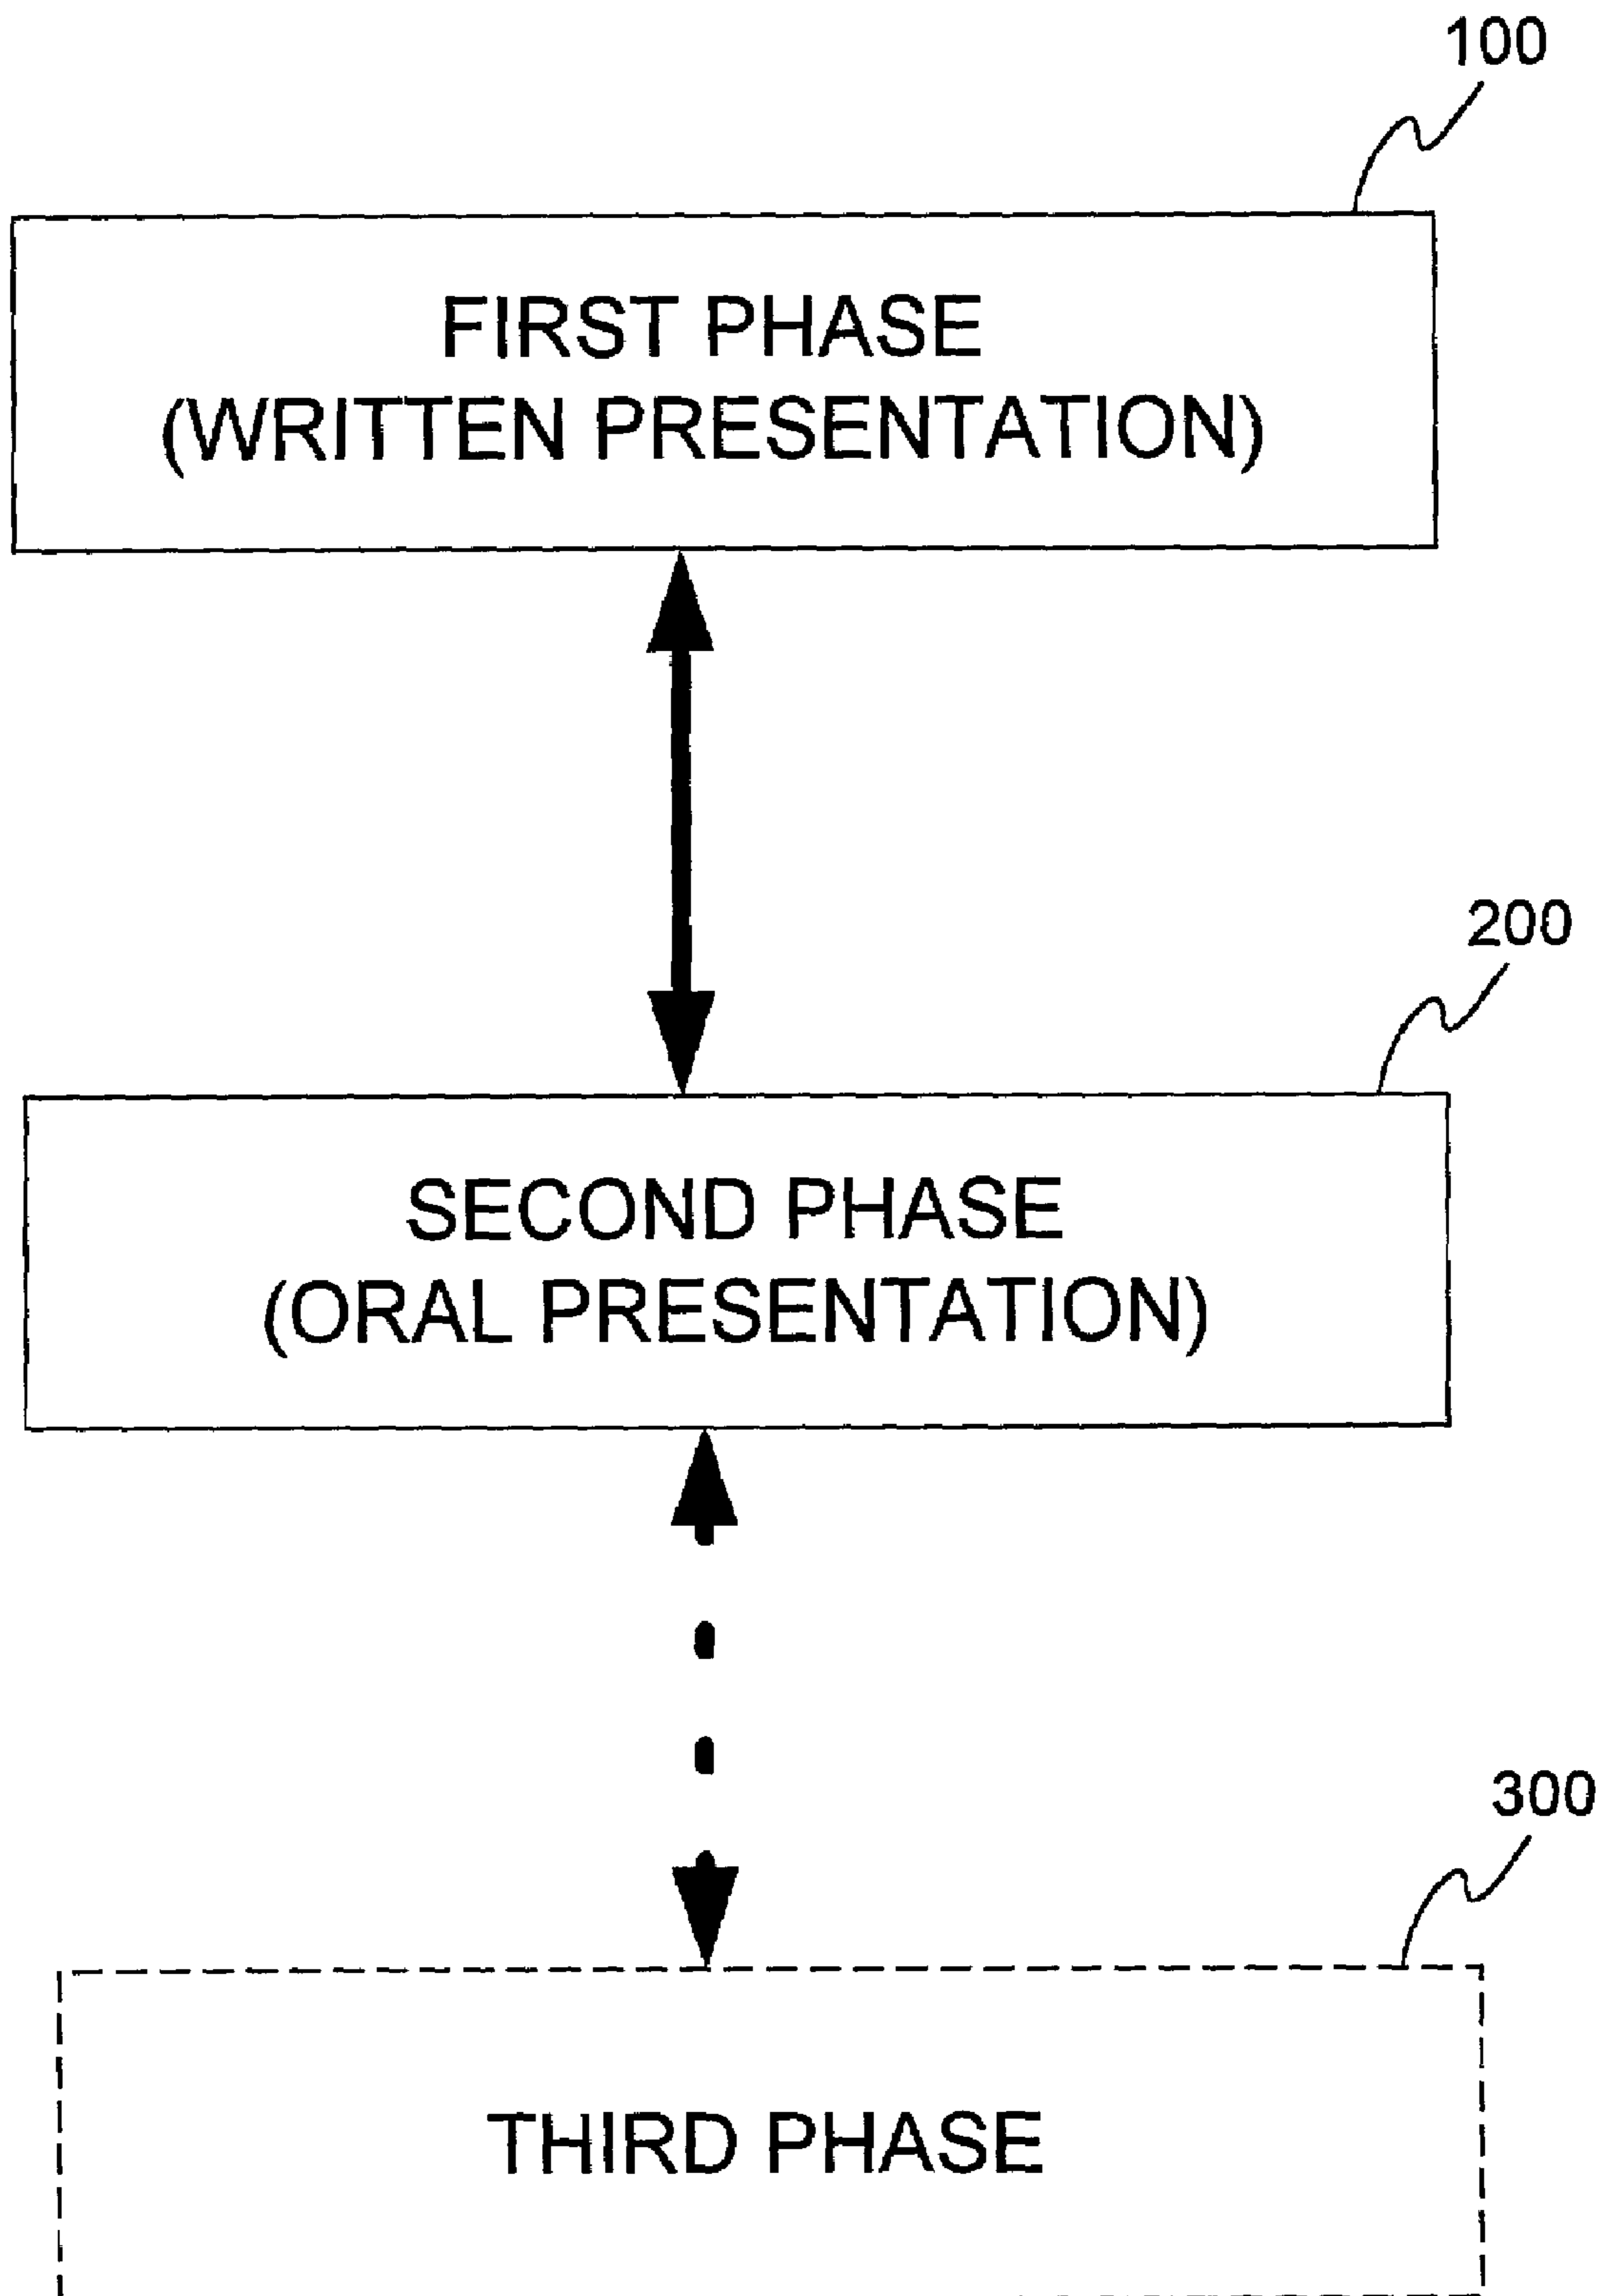 100
FIRST PHASE
(WRITTEN PRESENTATION)
200
SECOND PHASE
(ORAL PRESENTATION)
300
THIRD PHASE